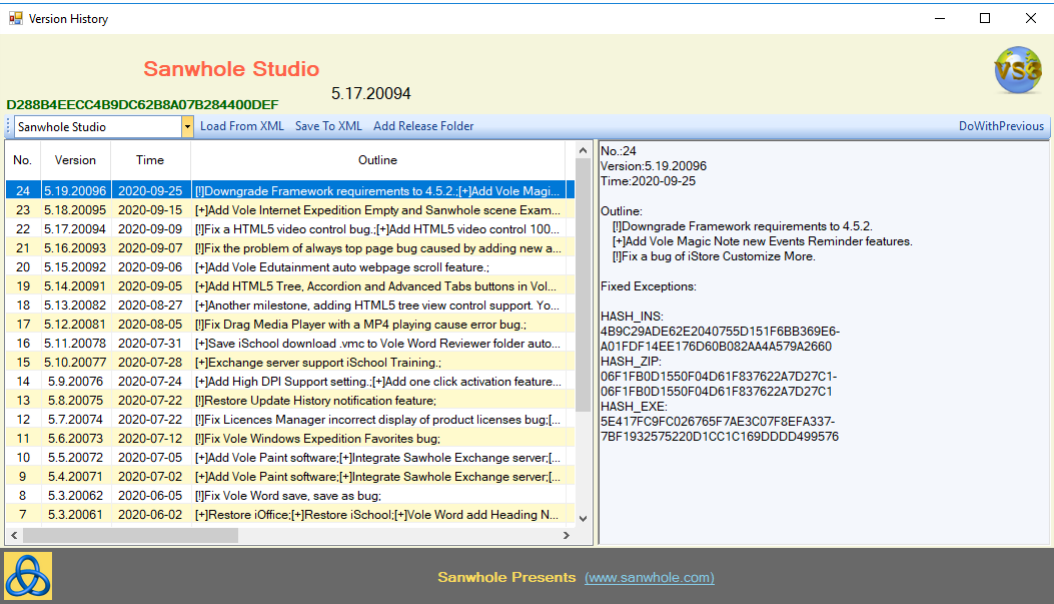 Version History
Sanwhole Studio
VS3
5.17.20094
D288B4EECC4B9DC62B8A07B284400DEF
Sanwhole Studio Load From XML Save To XML Add Release Folder DoWithPrevious
No. Version Time Outline
24 5.19.20096 2020-09-25 [!]Downgrade Framework requirements to 4.5.2.;[+]Add Vole Magi...
23 5.18.20095 2020-09-15 [+]Add Vole Internet Expedition Empty and Sanwhole scene Exam...
22 5.17.20094 2020-09-09 [!]Fix a HTML5 video control bug.;[+]Add HTML5 video control 100...
21 5.16.20093 2020-09-07 [!]Fix the problem of always top page bug caused by adding new a...
20 5.15.20092 2020-09-06 [+]Add Vole Edutainment auto webpage scroll feature.;
19 5.14.20091 2020-09-05 [+]Add HTML5 Tree, Accordion and Advanced Tabs buttons in Vol...
18 5.13.20082 2020-08-27 [+]Another milestone, adding HTML5 tree view control support. Yo...
17 5.12.20081 2020-08-05 [!]Fix Drag Media Player with a MP4 playing cause error bug.;
16 5.11.20078 2020-07-31 [+]Save iSchool download .vmc to Vole Word Reviewer folder auto...
15 5.10.20077 2020-07-28 [+]Exchange server support iSchool Training.;
14 5.9.20076 2020-07-24 [+]Add High DPI Support setting.;[+]Add one click activation feature...
13 5.8.20075 2020-07-22 [!]Restore Update History notification feature;
12 5.7.20074 2020-07-22 [!]Fix Licences Manager incorrect display of product licenses bug;[...
11 5.6.20073 2020-07-12 [!]Fix Vole Windows Expedition Favorites bug;
10 5.5.20072 2020-07-05 [+]Add Vole Paint software;[+]Integrate Sawhole Exchange server;[...
9 5.4.20071 2020-07-02 [+]Add Vole Paint software;[+]Integrate Sawhole Exchange server;[...
8 5.3.20062 2020-06-05 [!]Fix Vole Word save, save as bug;
7 5.3.20061 2020-06-02 [+]Restore iOffice;[+]Restore iSchool;[+]Vole Word add Heading N...
No.:24
Version:5.19.20096
Time:2020-09-25
Outline:
[!]Downgrade Framework requirements to 4.5.2.
[+]Add Vole Magic Note new Events Reminder features.
[!]Fix a bug of iStore Customize More.
Fixed Exceptions:
HASH_INS:
4B9C29ADE62E2040755D151F6BB369E6-
A01FDF14EE176D60B082AA4A579A2660
HASH_ZIP:
06F1FB0D1550F04D61F837622A7D27C1-
06F1FB0D1550F04D61F837622A7D27C1
HASH_EXE:
5E417FC9FC026765F7AE3C07F8EFA337-
7BF1932575220D1CC1C169DDDD499576
Sanwhole Presents (www.sanwhole.com)